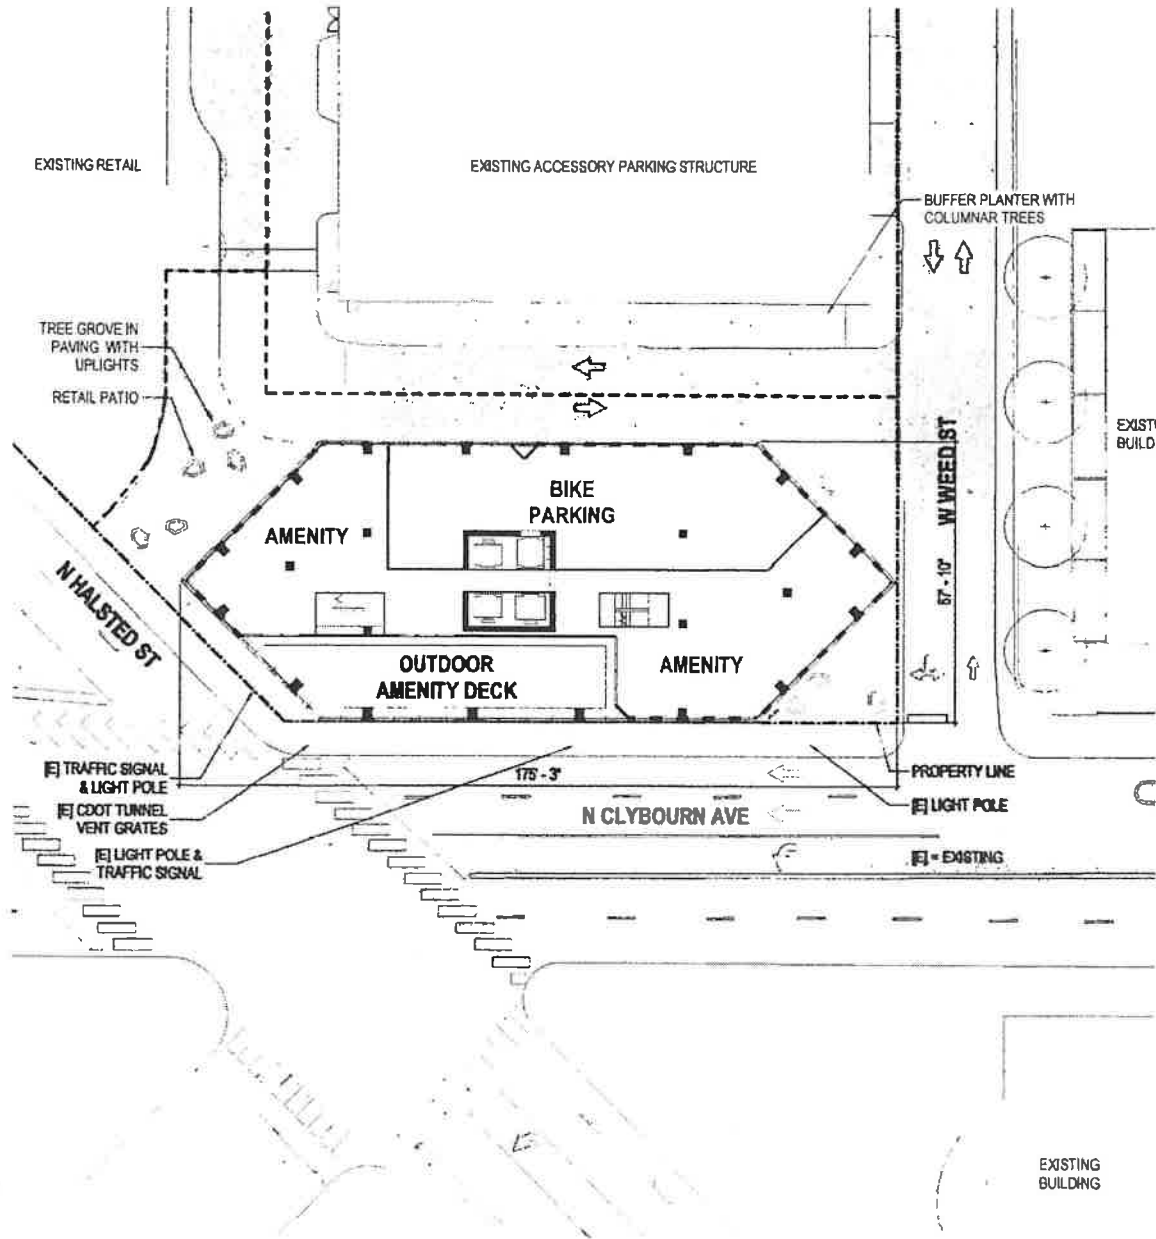 EXISTING RETAIL
EXISTING ACCESSORY PARKING STRUCTURE
BUFFER PLANTER WITH
COLUMNAR TREES
TREE GROVE IN
PAVING WITH
UPLIGHTS
RETAIL PATIO
BIKE
PARKING
AMENITY
W WEED ST
EXIST
BUILD
N HALSTED ST
OUTDOOR
AMENITY DECK
AMENITY
[E] TRAFFIC SIGNAL
& LIGHT POLE
175' - 3"
PROPERTY LINE
[E] CDOT TUNNEL
VENT GRATES
N CLYBOURN AVE
[E] LIGHT POLE
[E] LIGHT POLE &
TRAFFIC SIGNAL
[E] = EXISTING
EXISTING
BUILDING